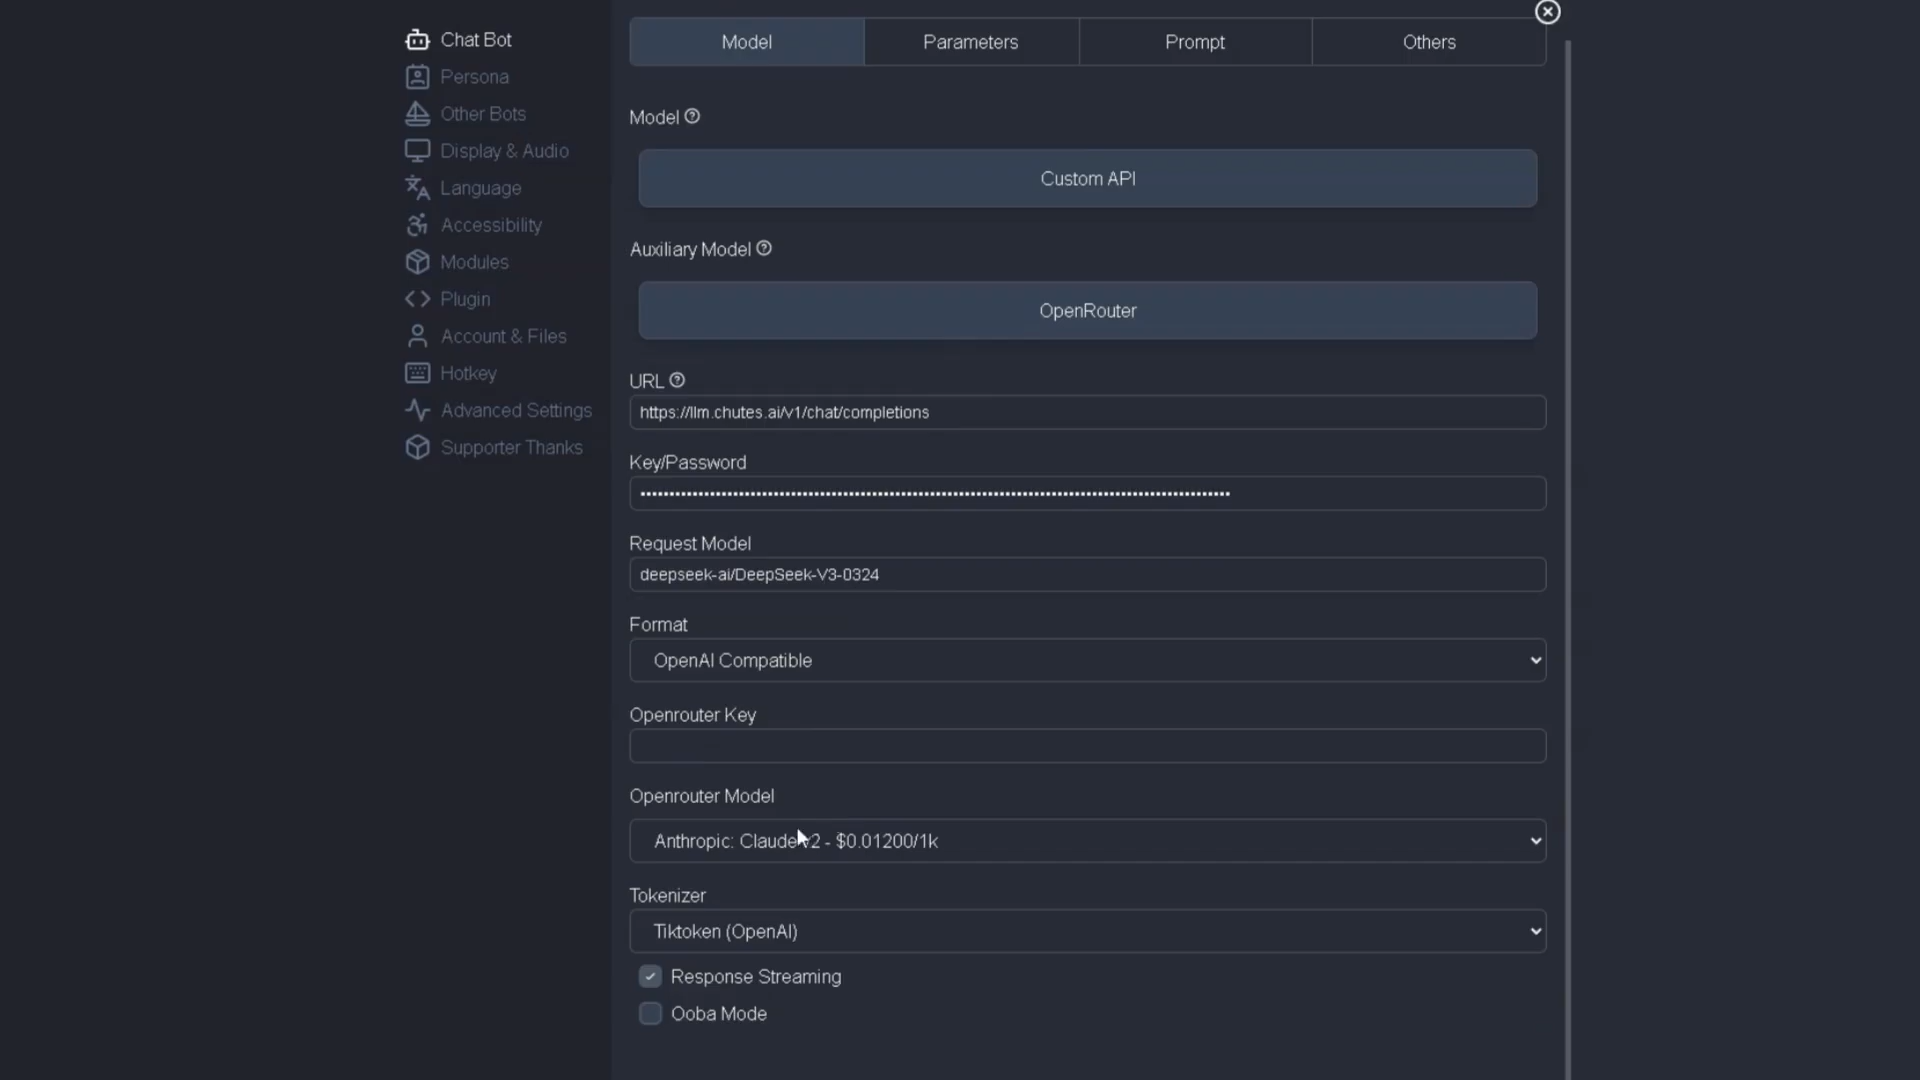 Chat Bot
Persona
Other Bots
Display & Audio
Language
Accessibility
Modules
Plugin
Account & Files
Hotkey
Advanced Settings
Supporter Thanks
Model
Parameters
Prompt
Others
Model
Custom API
Auxiliary Model
OpenRouter
URL
https://llm.chutes.ai/v1/chat/completions
Key/Password
Request Model
deepseek-ai/DeepSeek-V3-0324
Format
OpenAI Compatible
Openrouter Key
Openrouter Model
Anthropic: Claude v2 - $0.01200/1k
Tokenizer
Tiktoken (OpenAI)
Response Streaming
Ooba Mode